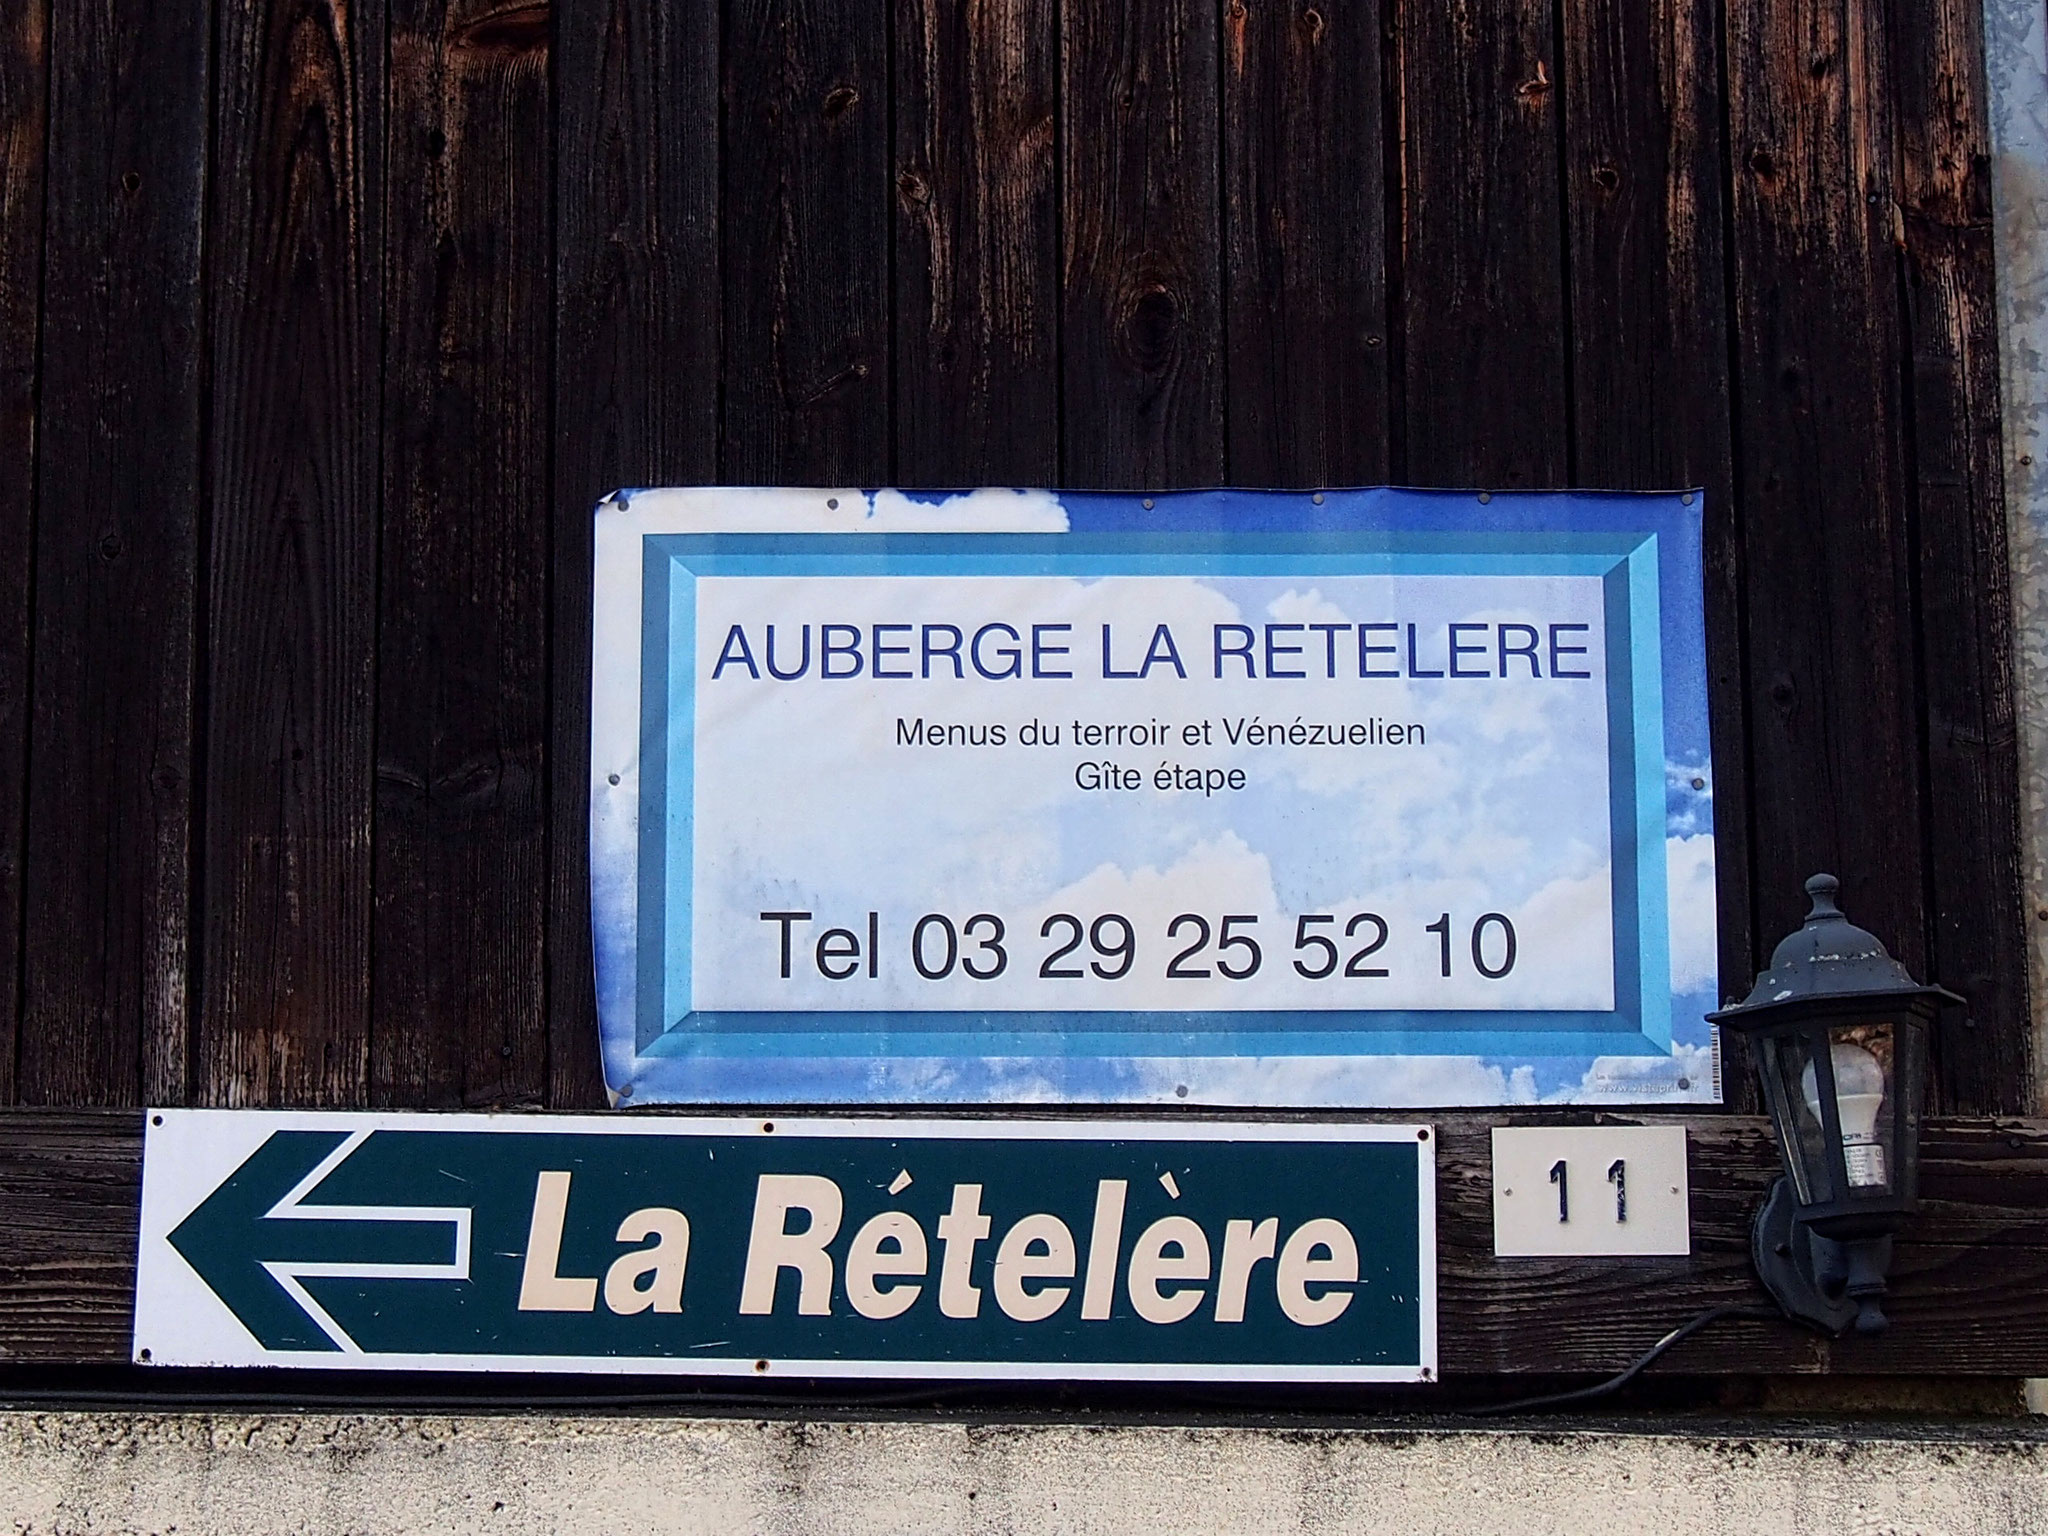 AUBERGE LA RETELERE
Menus du terroir et Vénézuelien
Gîte étape
Tel 03 29 25 52 10
La Rételère
11